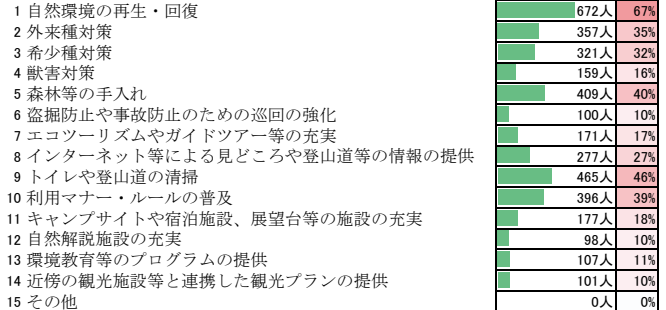 1 自然環境の再生・回復 672人 67%
2 外来種対策 357人 35%
3 希少種対策 321人 32%
4 獣害対策 159人 16%
5 森林等の手入れ 409人 40%
6 盗掘防止や事故防止のための巡回の強化 100人 10%
7 エコツーリズムやガイドツアー等の充実 171人 17%
8 インターネット等による見どころや登山道等の情報の提供 277人 27%
9 トイレや登山道の清掃 465人 46%
10 利用マナー・ルールの普及 396人 39%
11 キャンプサイトや宿泊施設、展望台等の施設の充実 177人 18%
12 自然解説施設の充実 98人 10%
13 環境教育等のプログラムの提供 107人 11%
14 近傍の観光施設等と連携した観光プランの提供 101人 10%
15 その他 0人 0%